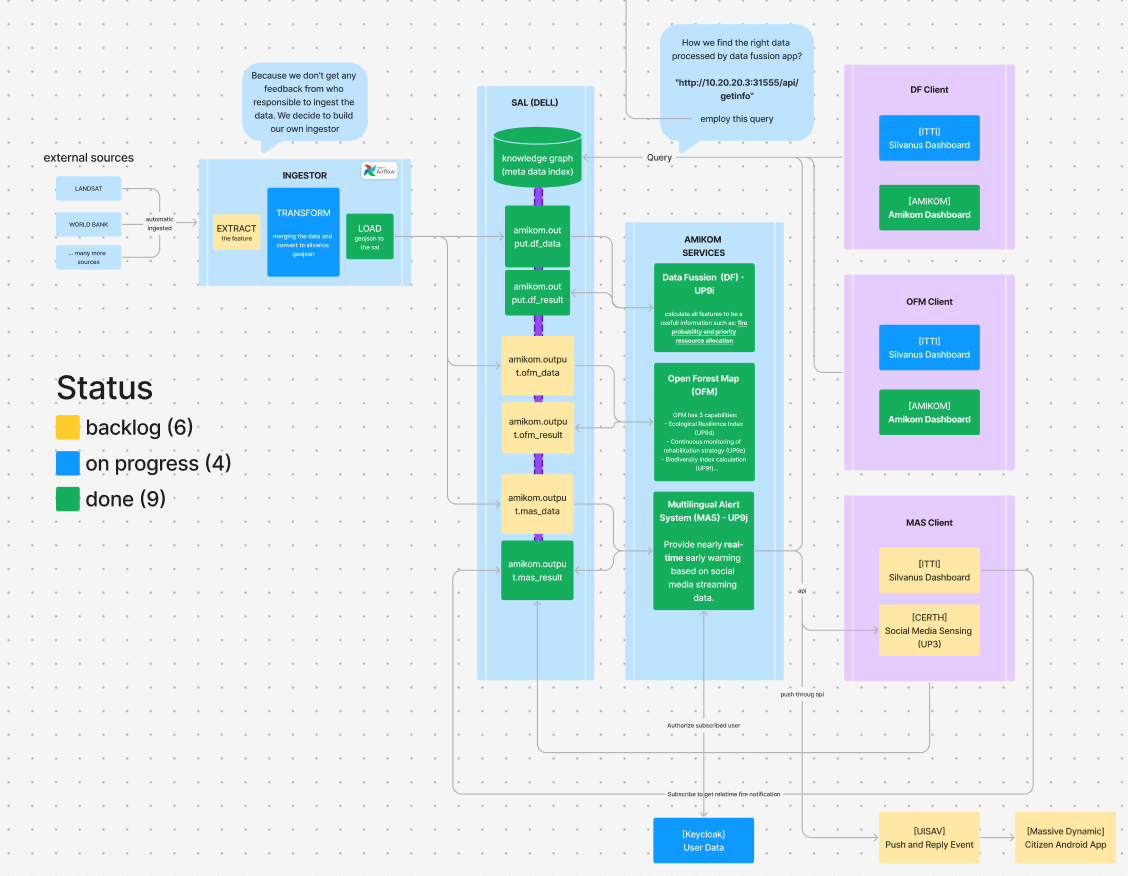 How we find the right data
processed by data fussion app?
"http://10.20.20.3:31555/api/
getinfo"
employ this query
Because we don't get any
feedback from who
responsible to ingest the
data. We decide to build
our own ingestor
external sources
LANDSAT
WORLD BANK
... many more
sources
automatic
ingested
INGESTOR
Airflow
EXTRACT
the feature
TRANSFORM
merging the data and
convert to silvanus
geojson
LOAD
geojson to
the sal
Status
backlog (6)
on progress (4)
done (9)
SAL (DELL)
knowledge graph
(meta data index)
amikom.out
put.df_data
amikom.out
put.df_result
amikom.outpu
t.ofm_data
amikom.outpu
t.ofm_result
amikom.outpu
t.mas_data
amikom.outpu
t.mas_result
Query
AMIKOM
SERVICES
Data Fussion (DF) -
UP9i
calculate all features to be a
usefull information such as: fire
probability and priority
ressource allocation
Open Forest Map
(OFM)
OFM has 3 capabilities:
- Ecological Resilience Index
(UP9d)
- Continuous monitoring of
rehabilitation strategy (UP9e)
- Biodiversity Index calculation
(UP9f)...
Multilingual Alert
System (MAS) - UP9j
Provide nearly real-
time early warning
based on social
media streaming
data.
DF Client
[ITTI]
Silvanus Dashboard
[AMIKOM]
Amikom Dashboard
OFM Client
[ITTI]
Silvanus Dashboard
[AMIKOM]
Amikom Dashboard
MAS Client
[ITTI]
Silvanus Dashboard
[CERTH]
Social Media Sensing
(UP3)
api
push throug api
Authorize subscribed user
Subscribe to get relatime fire notification
[Keycloak]
User Data
[UISAV]
Push and Reply Event
[Massive Dynamic]
Citizen Android App